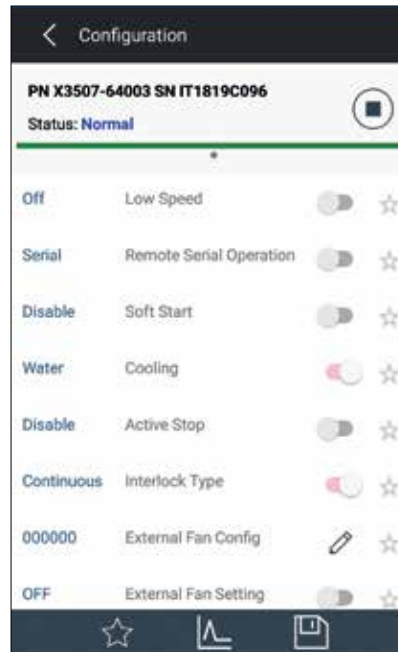 Configuration
PN X3507-64003 SN IT1819C096
Status: Normal
Off Low Speed
Serial Remote Serial Operation
Disable Soft Start
Water Cooling
Disable Active Stop
Continuous Interlock Type
000000 External Fan Config
OFF External Fan Setting